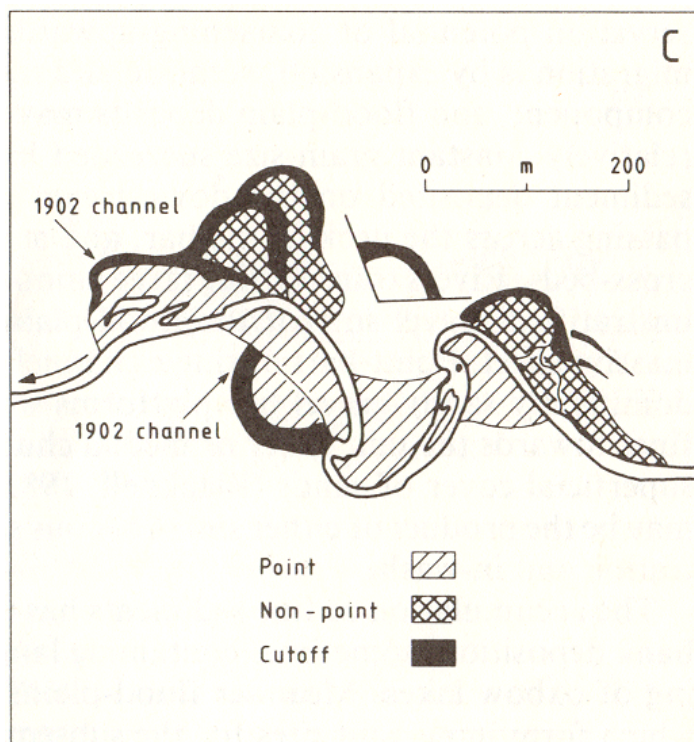 C
0 m 200
1902 channel
1902 channel
Point
Non-point
Cutoff